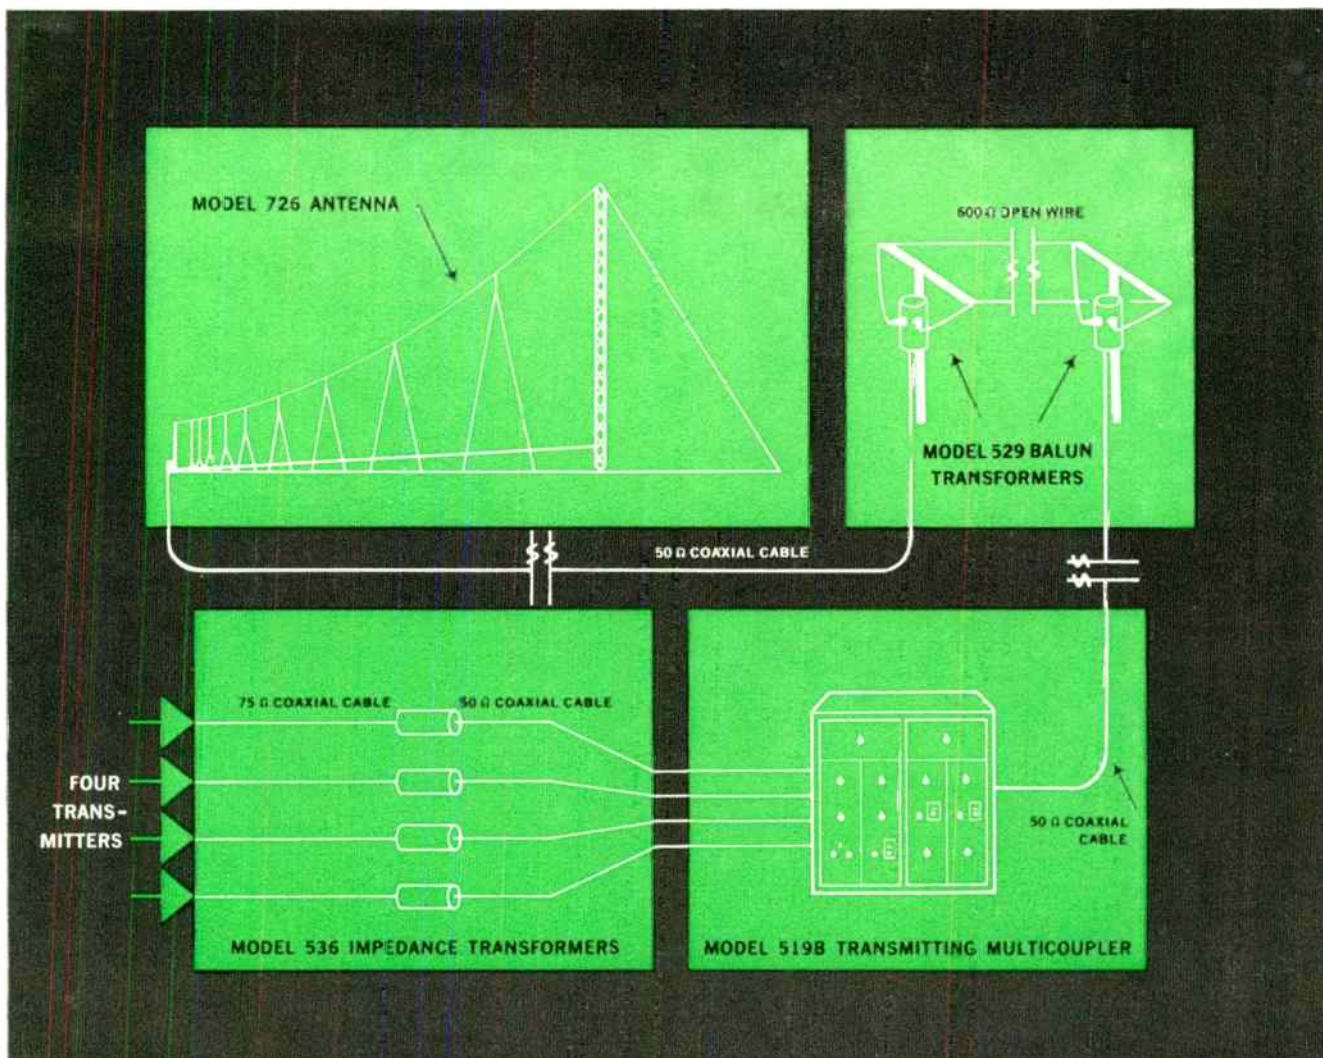 MODEL 726 ANTENNA
600 Ω OPEN WIRE
MODEL 529 BALUN
TRANSFORMERS
50 Ω COAXIAL CABLE
75 Ω COAXIAL CABLE
50 Ω COAXIAL CABLE
FOUR
TRANS-
MITTERS
50 Ω COAXIAL
CABLE
MODEL 536 IMPEDANCE TRANSFORMERS
MODEL 519B TRANSMITTING MULTICOUPLER